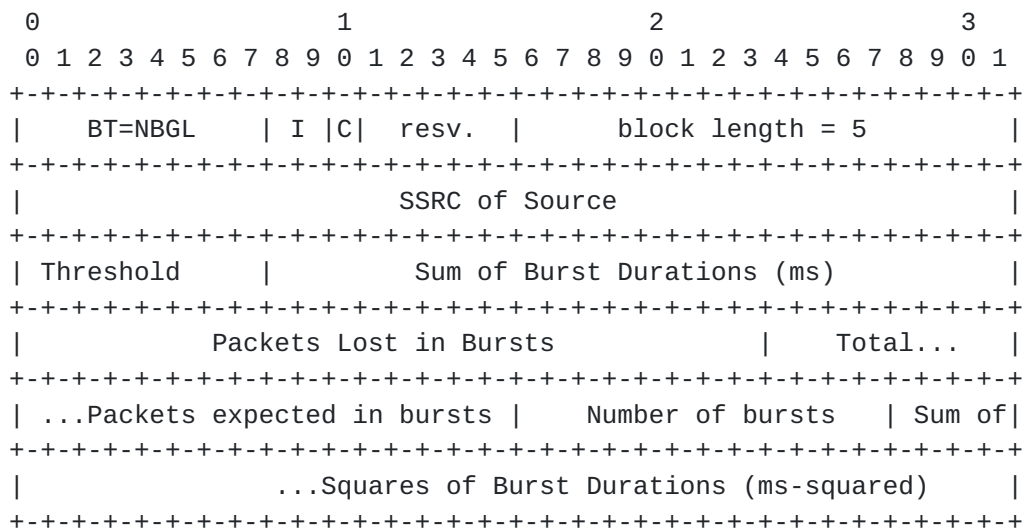 0                   1                   2                   3
0 1 2 3 4 5 6 7 8 9 0 1 2 3 4 5 6 7 8 9 0 1 2 3 4 5 6 7 8 9 0 1
+-+-+-+-+-+-+-+-+-+-+-+-+-+-+-+-+-+-+-+-+-+-+-+-+-+-+-+-+-+-+-+-+
|    BT=NBGL    | I |C|  resv.  |      block length = 5         |
+-+-+-+-+-+-+-+-+-+-+-+-+-+-+-+-+-+-+-+-+-+-+-+-+-+-+-+-+-+-+-+-+
|                        SSRC of Source                         |
+-+-+-+-+-+-+-+-+-+-+-+-+-+-+-+-+-+-+-+-+-+-+-+-+-+-+-+-+-+-+-+-+
| Threshold     |         Sum of Burst Durations (ms)           |
+-+-+-+-+-+-+-+-+-+-+-+-+-+-+-+-+-+-+-+-+-+-+-+-+-+-+-+-+-+-+-+-+
|            Packets Lost in Bursts             |    Total...   |
+-+-+-+-+-+-+-+-+-+-+-+-+-+-+-+-+-+-+-+-+-+-+-+-+-+-+-+-+-+-+-+-+
| ...Packets expected in bursts |    Number of bursts   | Sum of|
+-+-+-+-+-+-+-+-+-+-+-+-+-+-+-+-+-+-+-+-+-+-+-+-+-+-+-+-+-+-+-+-+
|                ...Squares of Burst Durations (ms-squared)     |
+-+-+-+-+-+-+-+-+-+-+-+-+-+-+-+-+-+-+-+-+-+-+-+-+-+-+-+-+-+-+-+-+